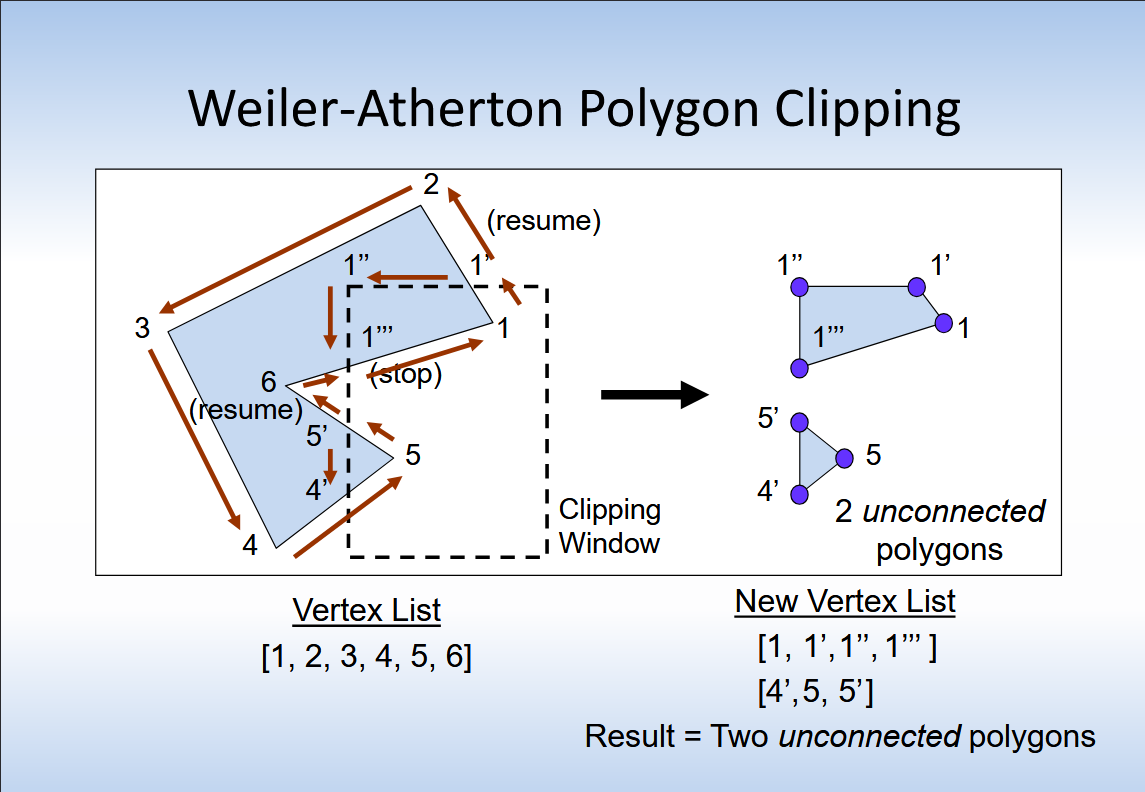 Weiler-Atherton Polygon Clipping
2
(resume)
1’’
1’
1’’
1’
3
1’’’
1
1’’’
1
6
(stop)
(resume)
5’
5’
5
5
4’
4’
Clipping
Window
2 unconnected
polygons
4
Vertex List
[1, 2, 3, 4, 5, 6]
New Vertex List
[1, 1’,1’’, 1’’’ ]
[4’,5, 5’]
Result = Two unconnected polygons